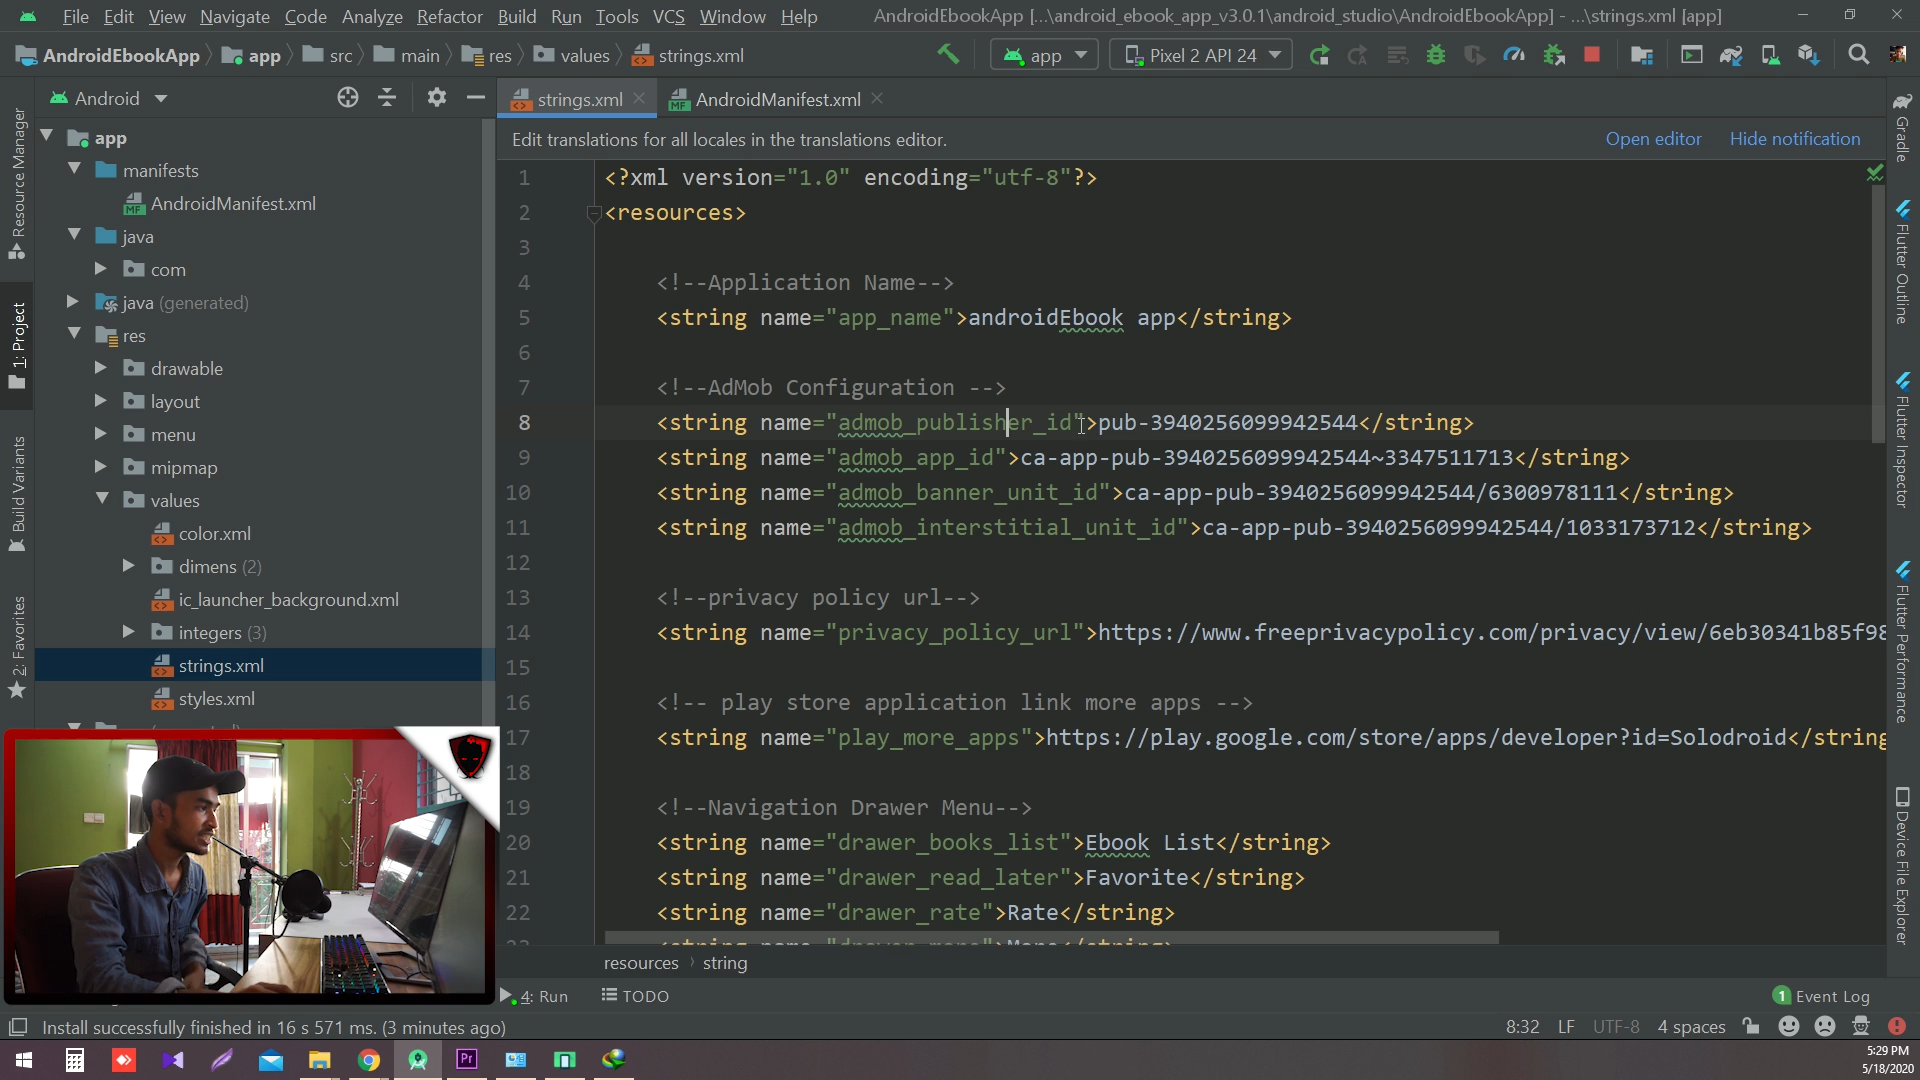 File Edit View Navigate Code Analyze Refactor Build Run Tools VCS Window Help AndroidEbookApp [...\android_ebook_app_v3.0.1\android_studio\AndroidEbookApp] - ...\strings.xml [app]
AndroidEbookApp app src main res values strings.xml app Pixel 2 API 24
Android strings.xml AndroidManifest.xml
Edit translations for all locales in the translations editor. Open editor Hide notification
app
manifests
AndroidManifest.xml
java
com
java (generated)
res
drawable
layout
menu
mipmap
values
color.xml
dimens (2)
ic_launcher_background.xml
integers (3)
strings.xml
styles.xml
Resource Manager
1: Project
Build Variants
2: Favorites
1 <?xml version="1.0" encoding="utf-8"?>
2 <resources>
3
4 <!--Application Name-->
5 <string name="app_name">androidEbook app</string>
6
7 <!--AdMob Configuration -->
8 <string name="admob_publisher_id">pub-3940256099942544</string>
9 <string name="admob_app_id">ca-app-pub-3940256099942544~3347511713</string>
10 <string name="admob_banner_unit_id">ca-app-pub-3940256099942544/6300978111</string>
11 <string name="admob_interstitial_unit_id">ca-app-pub-3940256099942544/1033173712</string>
12
13 <!--privacy policy url-->
14 <string name="privacy_policy_url">https://www.freeprivacypolicy.com/privacy/view/6eb30341b85f98
15
16 <!-- play store application link more apps -->
17 <string name="play_more_apps">https://play.google.com/store/apps/developer?id=Solodroid</string
18
19 <!--Navigation Drawer Menu-->
20 <string name="drawer_books_list">Ebook List</string>
21 <string name="drawer_read_later">Favorite</string>
22 <string name="drawer_rate">Rate</string>
Gradle
Flutter Outline
Flutter Inspector
Flutter Performance
Device File Explorer
resources string
4: Run TODO 1 Event Log
Install successfully finished in 16 s 571 ms. (3 minutes ago) 8:32 LF UTF-8 4 spaces
Pr
5:29 PM
5/18/2020